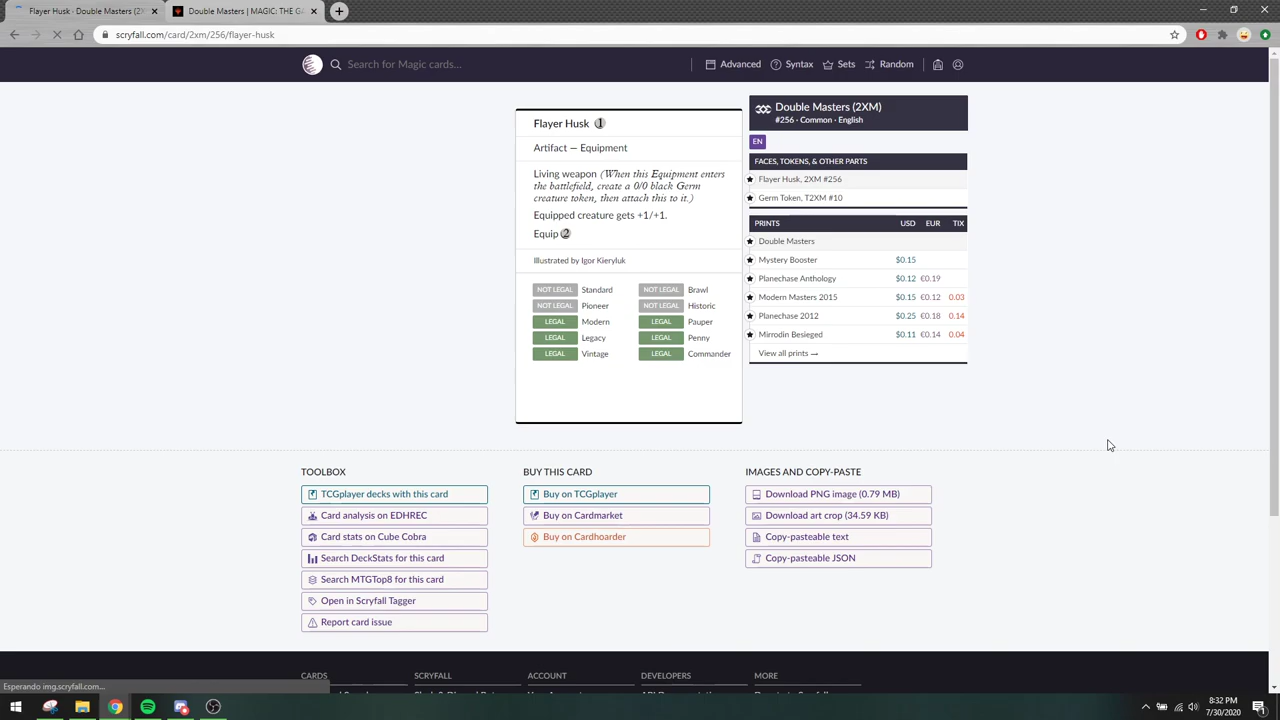 Flayer Husk · Double Masters (2X
Double Masters | MAGIC: THE GA
scryfall.com/card/2xm/256/flayer-husk
Search for Magic cards...
Advanced
Syntax
Sets
Random
Flayer Husk 1
Artifact — Equipment
Living weapon (When this Equipment enters
the battlefield, create a 0/0 black Germ
creature token, then attach this to it.)
Equipped creature gets +1/+1.
Equip 2
Illustrated by Igor Kieryluk
NOT LEGAL Standard NOT LEGAL Brawl
NOT LEGAL Pioneer NOT LEGAL Historic
LEGAL Modern LEGAL Pauper
LEGAL Legacy LEGAL Penny
LEGAL Vintage LEGAL Commander
Double Masters (2XM)
#256 · Common · English
EN
FACES, TOKENS, & OTHER PARTS
Flayer Husk, 2XM #256
Germ Token, T2XM #10
PRINTS USD EUR TIX
Double Masters
Mystery Booster $0.15
Planechase Anthology $0.12 €0.19
Modern Masters 2015 $0.15 €0.12 0.03
Planechase 2012 $0.25 €0.18 0.14
Mirrodin Besieged $0.11 €0.14 0.04
View all prints →
TOOLBOX
TCGplayer decks with this card
Card analysis on EDHREC
Card stats on Cube Cobra
Search DeckStats for this card
Search MTGTop8 for this card
Open in Scryfall Tagger
Report card issue
BUY THIS CARD
Buy on TCGplayer
Buy on Cardmarket
Buy on Cardhoarder
IMAGES AND COPY-PASTE
Download PNG image (0.79 MB)
Download art crop (34.59 KB)
Copy-pasteable text
Copy-pasteable JSON
CARDS SCRYFALL ACCOUNT DEVELOPERS MORE
Esperando img.scryfall.com...
8:32 PM
7/30/2020